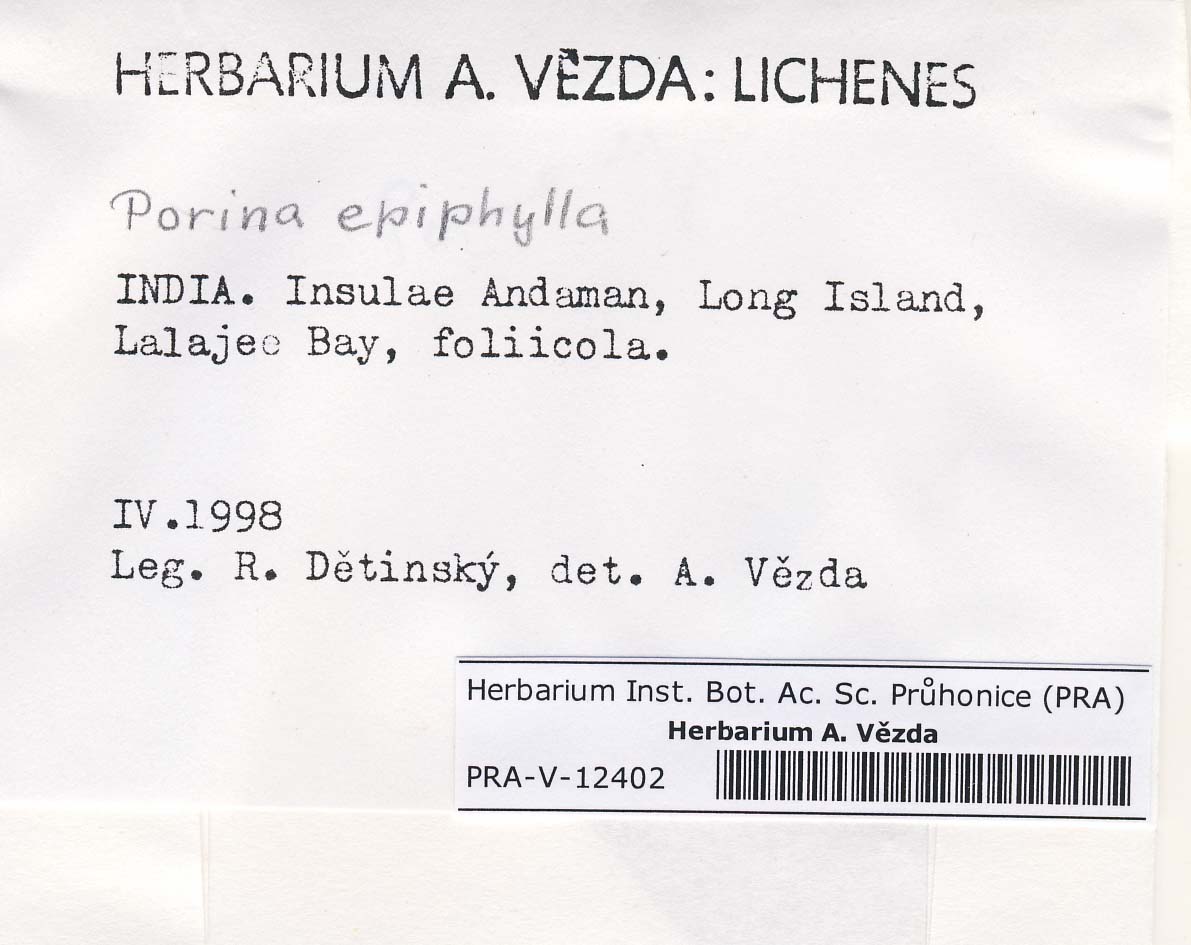 HERBARIUM A. VĚZDA: LICHENES
Porina epiphylla
INDIA. Insulae Andaman, Long Island,
Lalajee Bay, foliicola.
IV.1998
Leg. R. Dětinský, det. A. Vězda
Herbarium Inst. Bot. Ac. Sc. Průhonice (PRA)
Herbarium A. Vězda
PRA-V-12402